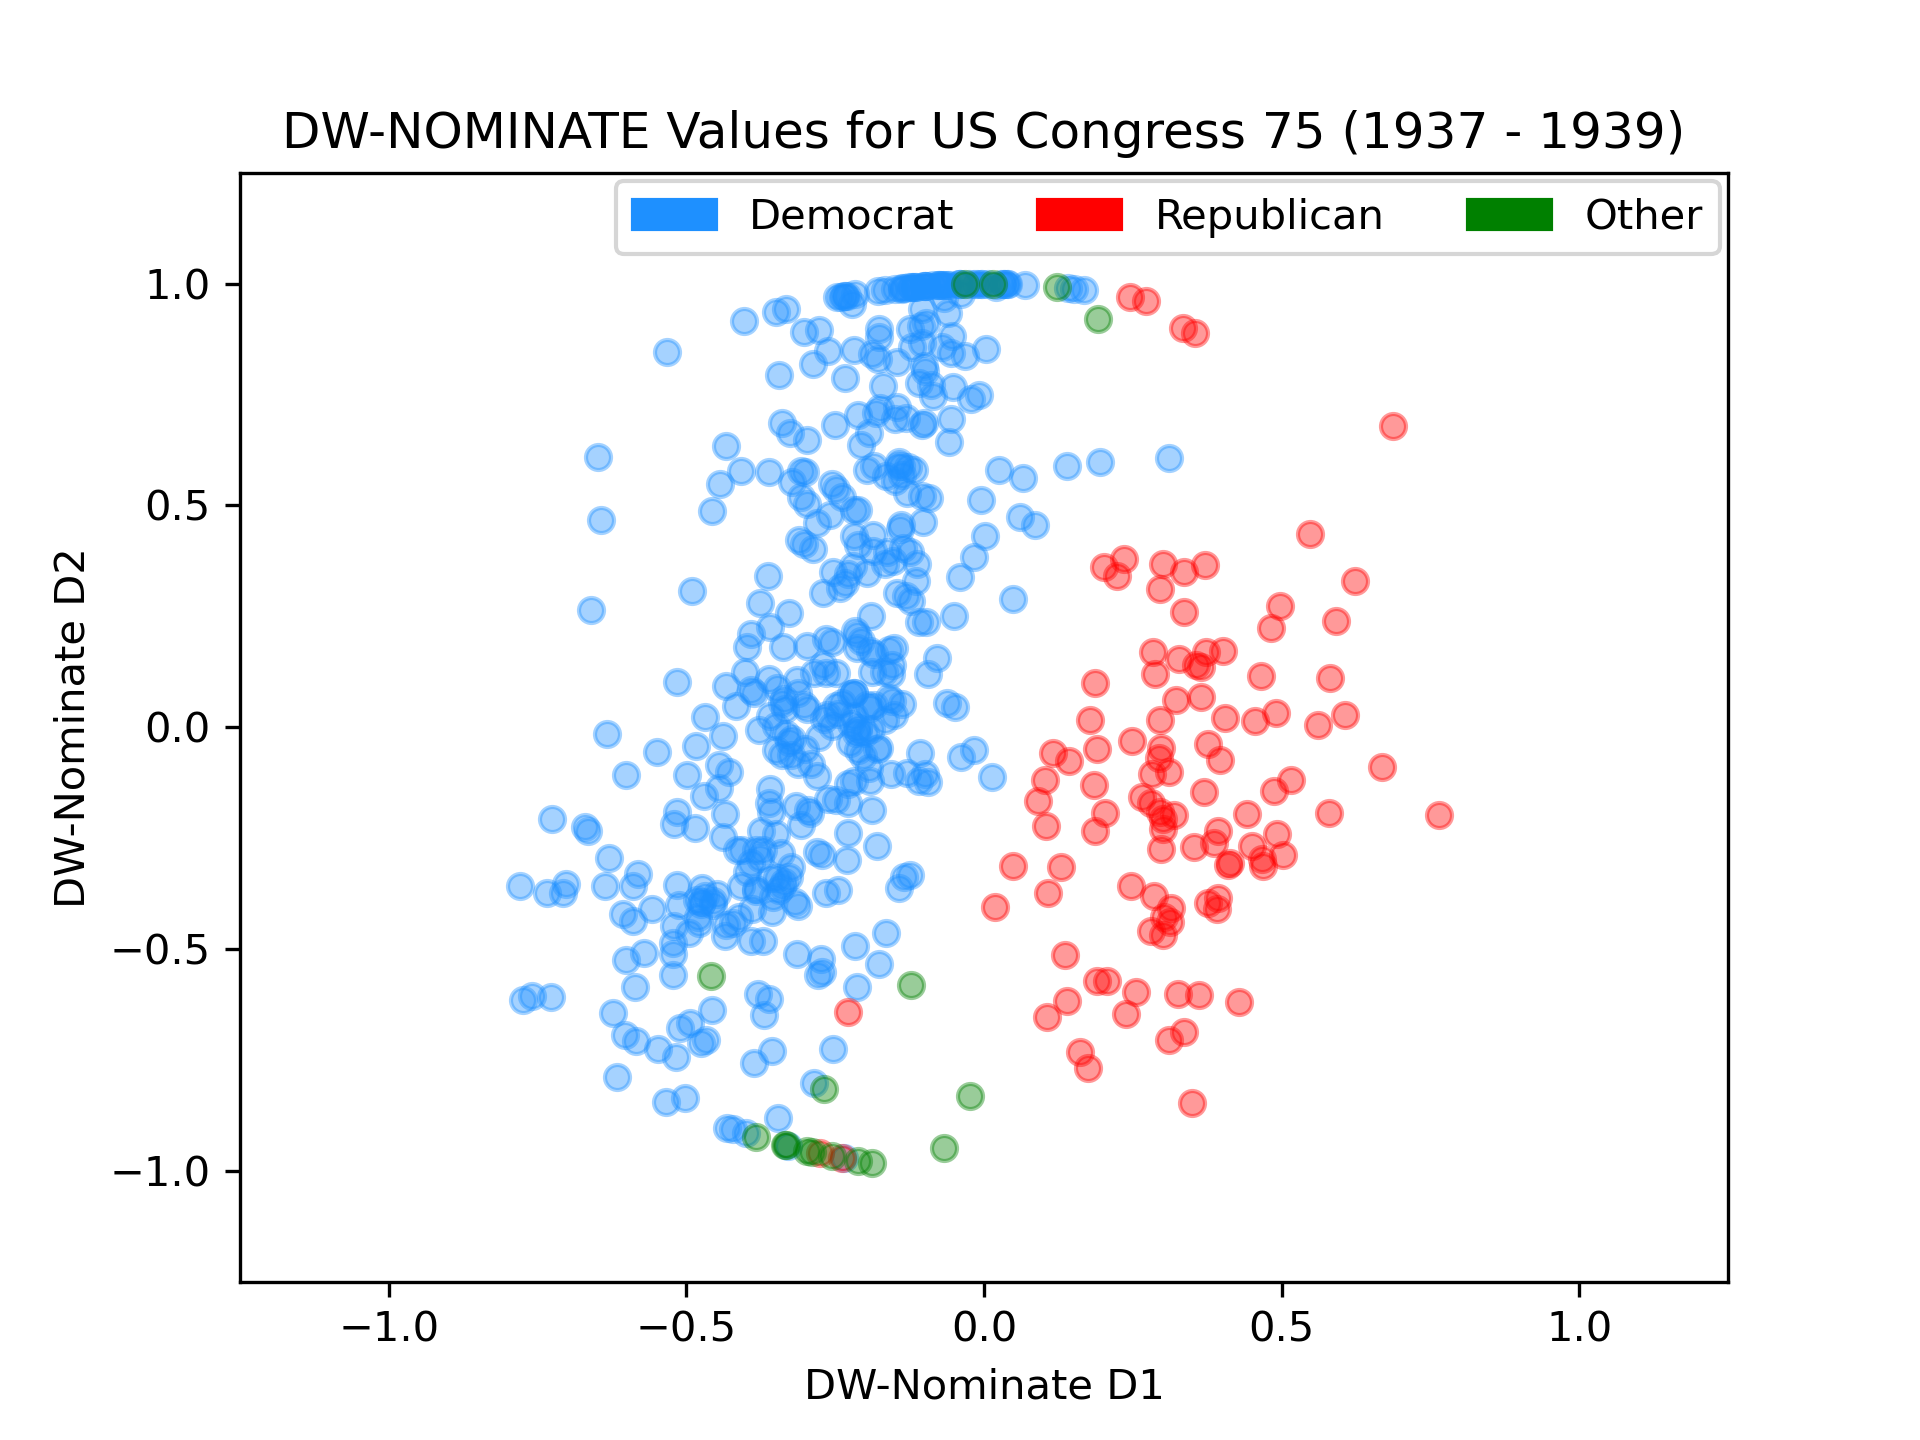 DW-NOMINATE Values for US Congress 75 (1937 - 1939)
Democrat Republican Other
1.0
0.5
0.0
−0.5
−1.0
DW-Nominate D2
−1.0 −0.5 0.0 0.5 1.0
DW-Nominate D1